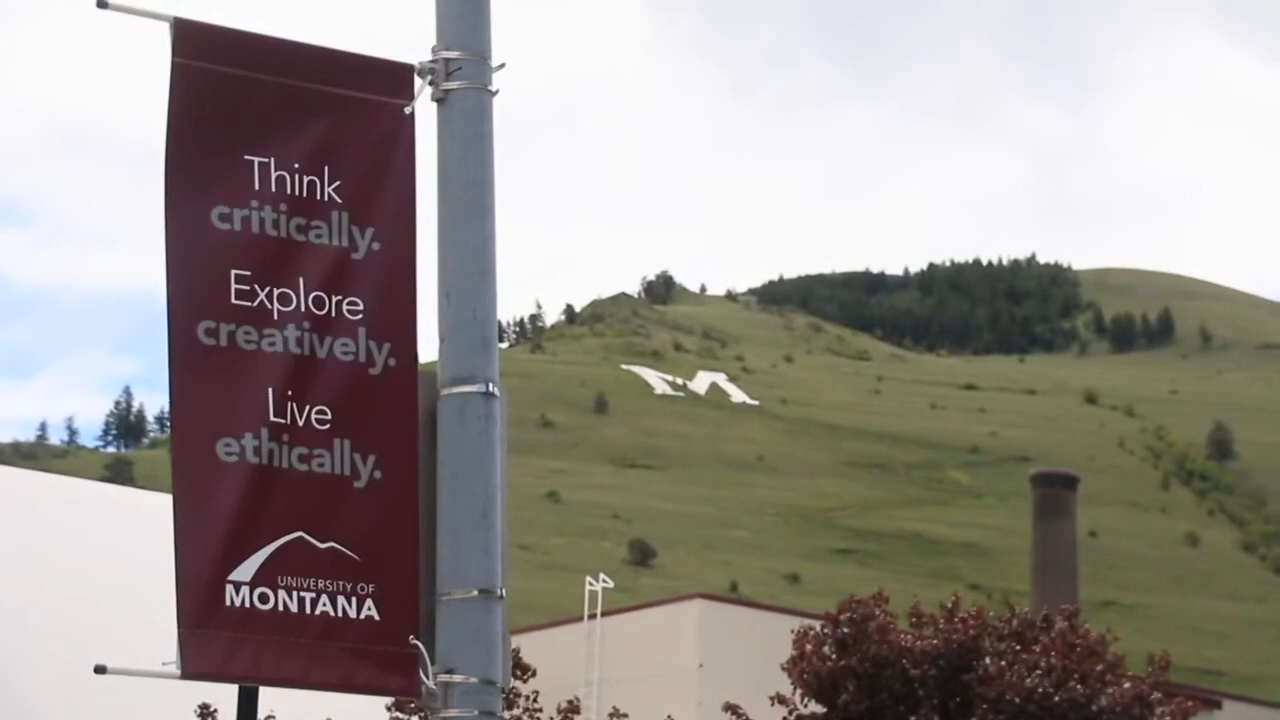 Think
critically.
Explore
creatively.
Live
ethically.
UNIVERSITY OF
MONTANA
M